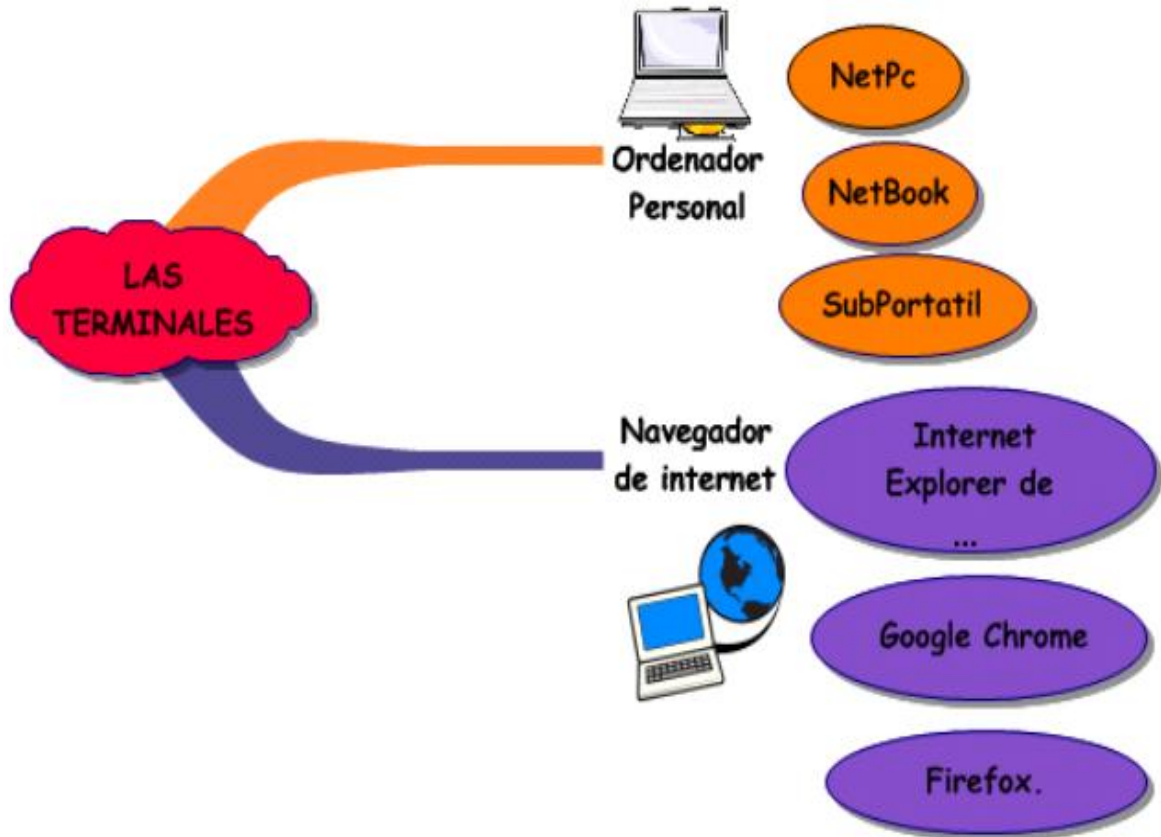 LAS
TERMINALES
Ordenador
Personal
NetPc
NetBook
SubPortatil
Navegador
de internet
Internet
Explorer de
...
Google Chrome
Firefox.